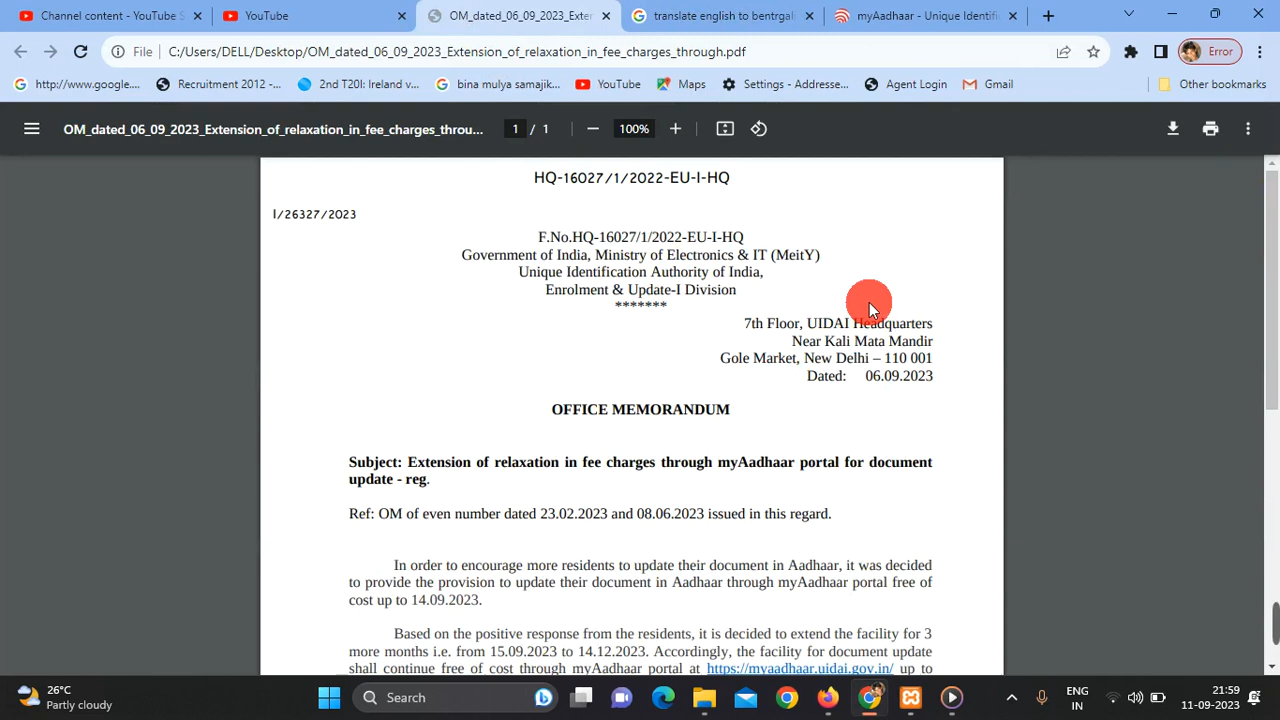 Channel content - YouTube S
YouTube
OM_dated_06_09_2023_Exten
translate english to bentrgali
myAadhaar - Unique Identific
File
C:/Users/DELL/Desktop/OM_dated_06_09_2023_Extension_of_relaxation_in_fee_charges_through.pdf
Error
http://www.google....
Recruitment 2012 -...
2nd T20I: Ireland v...
bina mulya samajik...
YouTube
Maps
Settings - Addresse...
Agent Login
Gmail
Other bookmarks
OM_dated_06_09_2023_Extension_of_relaxation_in_fee_charges_throu...
1 / 1
100%
HQ-16027/1/2022-EU-I-HQ
I/26327/2023
F.No.HQ-16027/1/2022-EU-I-HQ
Government of India, Ministry of Electronics & IT (MeitY)
Unique Identification Authority of India,
Enrolment & Update-I Division
*******
7th Floor, UIDAI Headquarters
Near Kali Mata Mandir
Gole Market, New Delhi – 110 001
Dated: 06.09.2023
OFFICE MEMORANDUM
Subject: Extension of relaxation in fee charges through myAadhaar portal for document
update - reg.
Ref: OM of even number dated 23.02.2023 and 08.06.2023 issued in this regard.
In order to encourage more residents to update their document in Aadhaar, it was decided
to provide the provision to update their document in Aadhaar through myAadhaar portal free of
cost up to 14.09.2023.
Based on the positive response from the residents, it is decided to extend the facility for 3
more months i.e. from 15.09.2023 to 14.12.2023. Accordingly, the facility for document update
shall continue free of cost through myAadhaar portal at https://myaadhaar.uidai.gov.in/ up to
26°C
Partly cloudy
Search
ENG
IN
21:59
11-09-2023